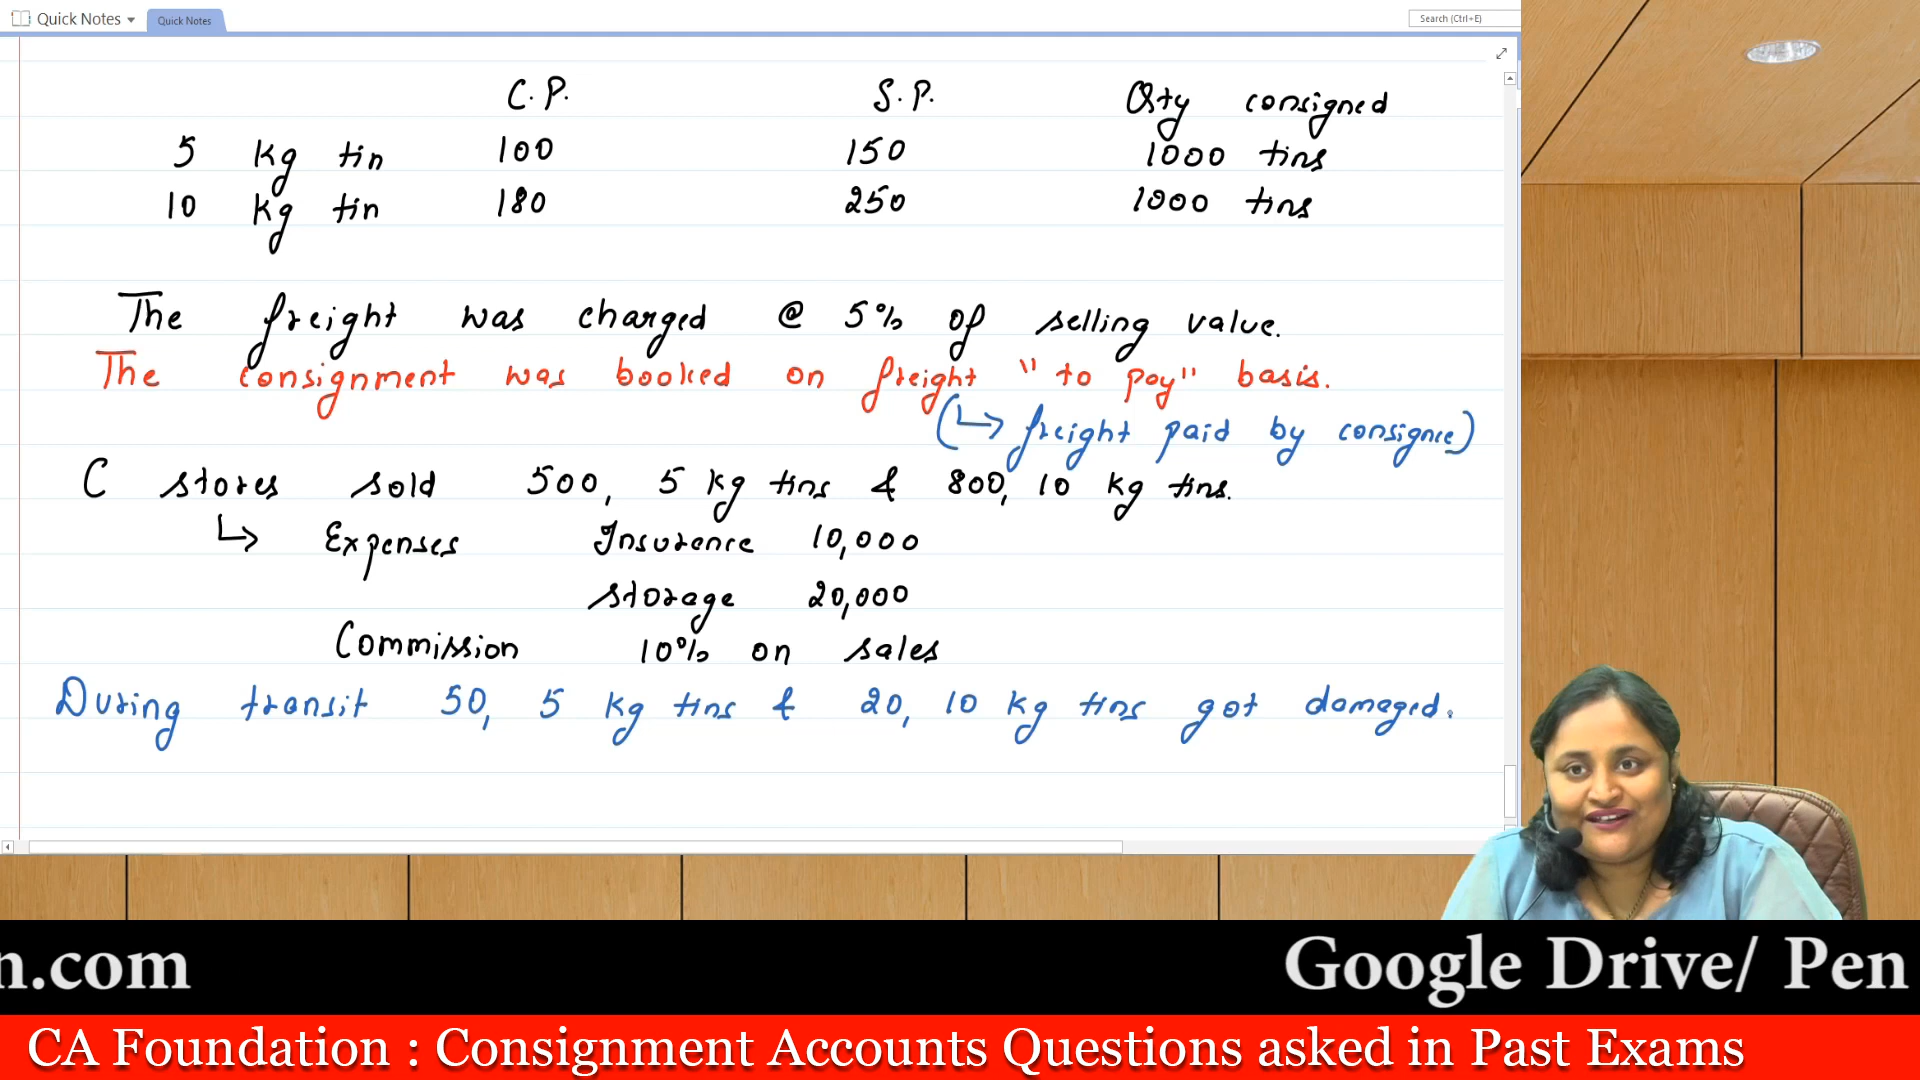 Quick Notes
Quick Notes
Search (Ctrl+E)
C.P. S.P. Qty consigned
5 kg tin 100 150 1000 tins
10 kg tin 180 250 1000 tins
The freight was charged @ 5% of selling value.
The consignment was booked on freight "to pay" basis.
(↳ freight paid by consignee)
C stores sold 500, 5 kg tins & 800, 10 kg tins.
↳ Expenses Insurance 10,000
storage 20,000
Commission 10% on sales
During transit 50, 5 kg tins & 20, 10 kg tins got damaged.
n.com Google Drive/ Pen
CA Foundation : Consignment Accounts Questions asked in Past Exams